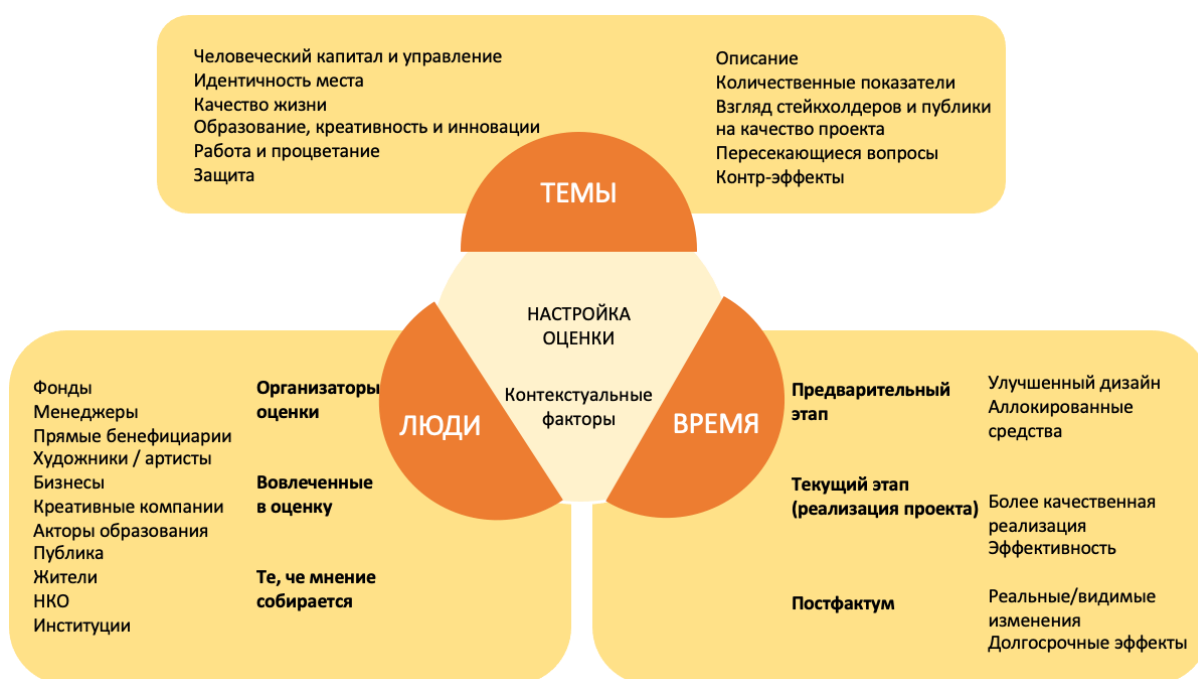 Человеческий капитал и управление
Идентичность места
Качество жизни
Образование, креативность и инновации
Работа и процветание
Защита
Описание
Количественные показатели
Взгляд стейкхолдеров и публики
на качество проекта
Пересекающиеся вопросы
Контр-эффекты
ТЕМЫ
НАСТРОЙКА
ОЦЕНКИ
Контекстуальные
факторы
ЛЮДИ
ВРЕМЯ
Фонды
Менеджеры
Прямые бенефициарии
Художники / артисты
Бизнесы
Креативные компании
Акторы образования
Публика
Жители
НКО
Институции
Организаторы
оценки
Вовлеченные
в оценку
Те, че мнение
собирается
Предварительный
этап
Текущий этап
(реализация проекта)
Постфактум
Улучшенный дизайн
Аллокированные
средства
Более качественная
реализация
Эффективность
Реальные/видимые
изменения
Долгосрочные эффекты